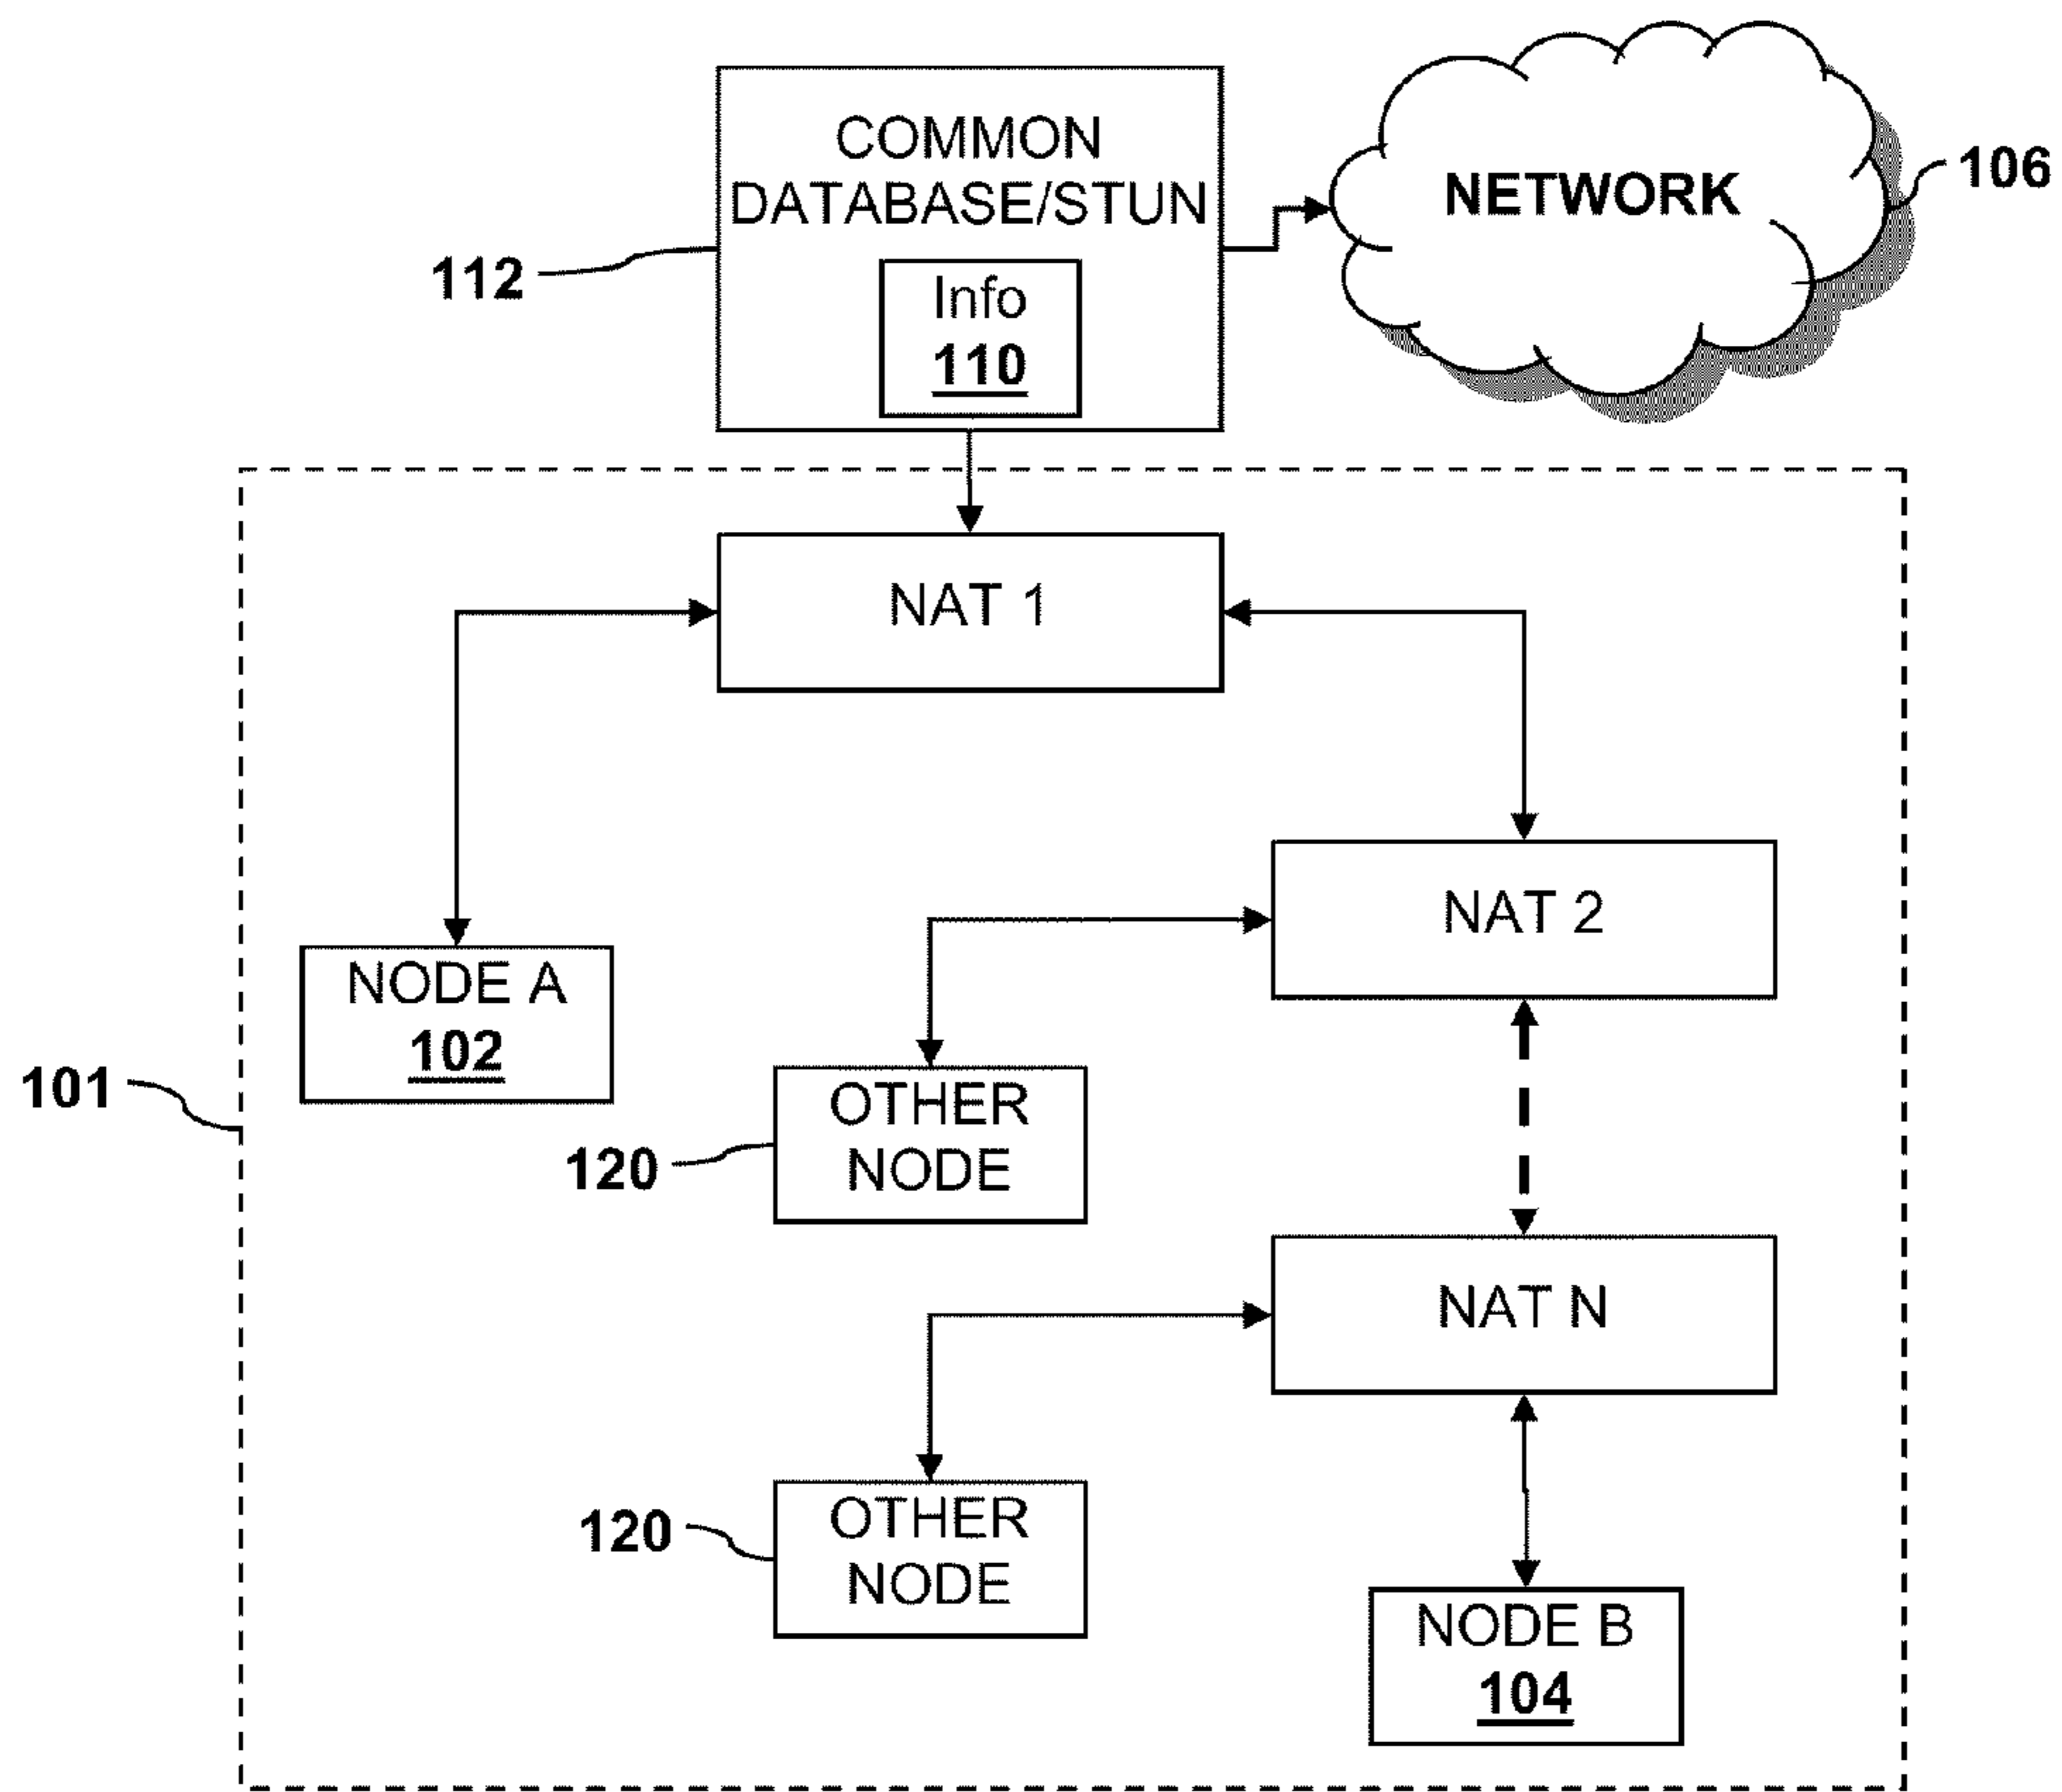 COMMON
DATABASE/STUN
Info
110
112
NETWORK
106
NAT 1
NAT 2
NODE A
102
101
OTHER
NODE
120
NAT N
OTHER
NODE
120
NODE B
104